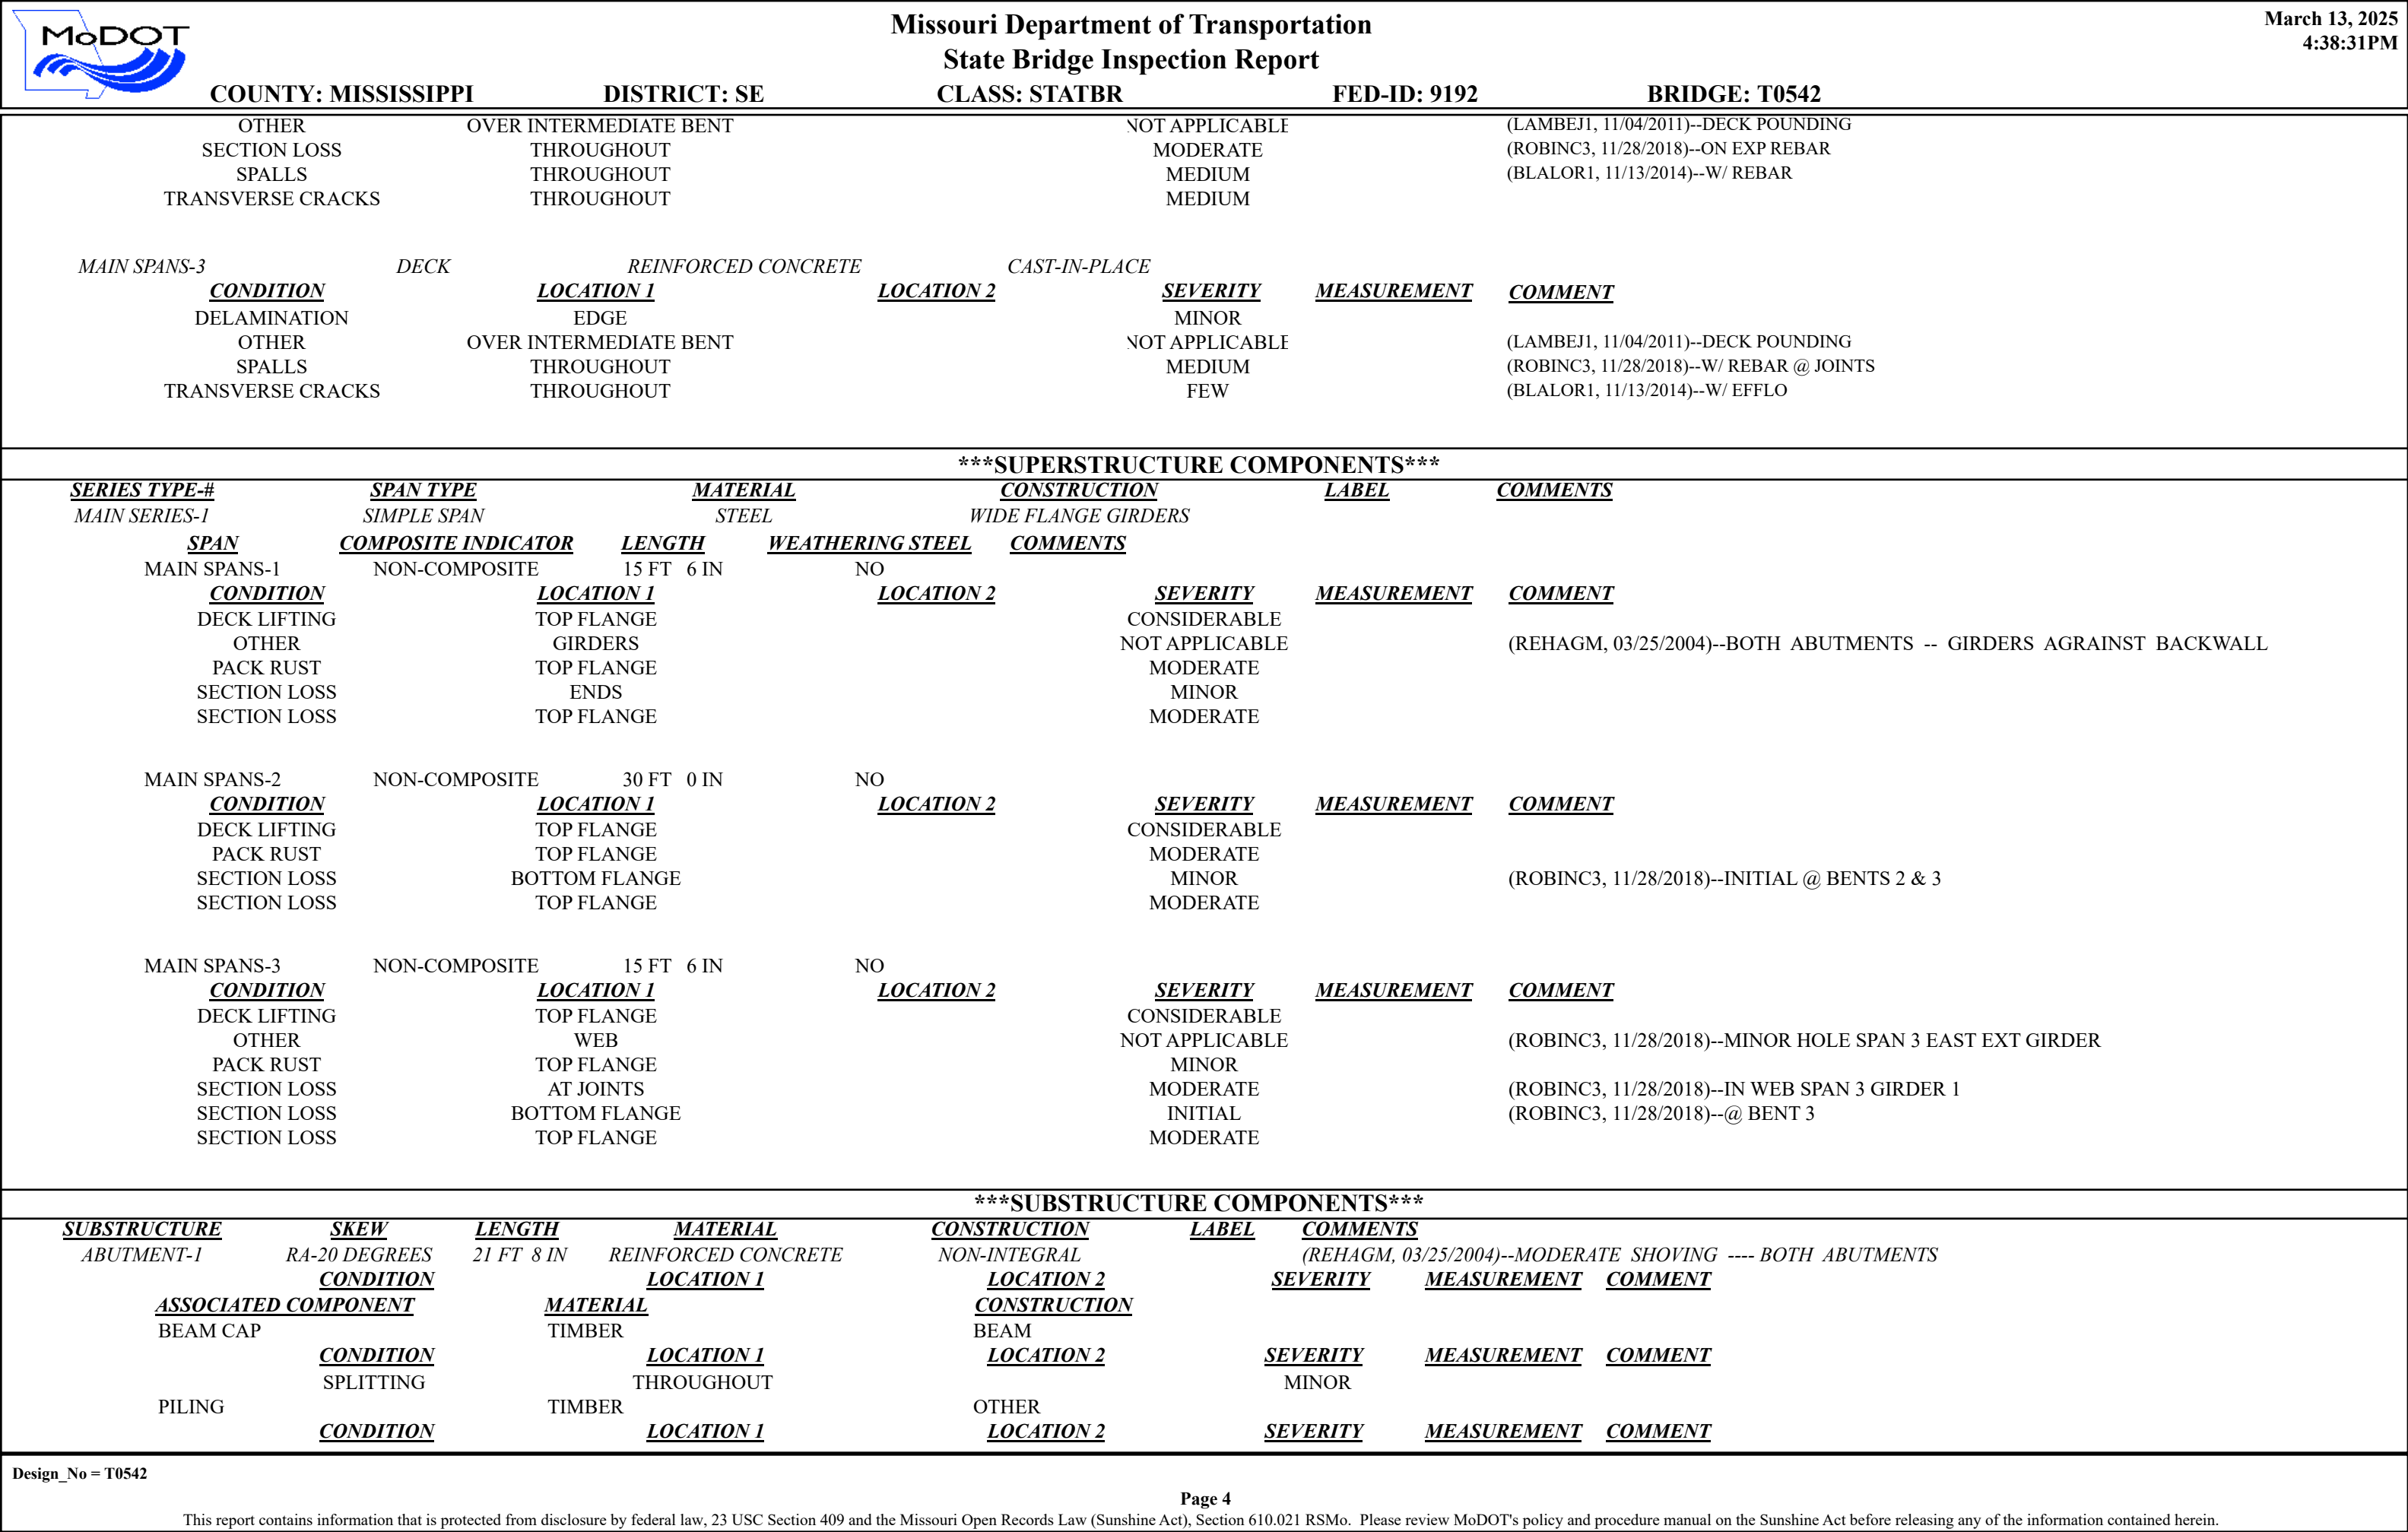 MoDOT
Missouri Department of Transportation
State Bridge Inspection Report
March 13, 2025
4:38:31PM
COUNTY: MISSISSIPPI DISTRICT: SE CLASS: STATBR FED-ID: 9192 BRIDGE: T0542
OTHER OVER INTERMEDIATE BENT NOT APPLICABLE (LAMBEJ1, 11/04/2011)--DECK POUNDING
SECTION LOSS THROUGHOUT MODERATE (ROBINC3, 11/28/2018)--ON EXP REBAR
SPALLS THROUGHOUT MEDIUM (BLALOR1, 11/13/2014)--W/ REBAR
TRANSVERSE CRACKS THROUGHOUT MEDIUM
MAIN SPANS-3 DECK REINFORCED CONCRETE CAST-IN-PLACE
CONDITION LOCATION 1 LOCATION 2 SEVERITY MEASUREMENT COMMENT
DELAMINATION EDGE MINOR
OTHER OVER INTERMEDIATE BENT NOT APPLICABLE (LAMBEJ1, 11/04/2011)--DECK POUNDING
SPALLS THROUGHOUT MEDIUM (ROBINC3, 11/28/2018)--W/ REBAR @ JOINTS
TRANSVERSE CRACKS THROUGHOUT FEW (BLALOR1, 11/13/2014)--W/ EFFLO
***SUPERSTRUCTURE COMPONENTS***
SERIES TYPE-# SPAN TYPE MATERIAL CONSTRUCTION LABEL COMMENTS
MAIN SERIES-1 SIMPLE SPAN STEEL WIDE FLANGE GIRDERS
SPAN COMPOSITE INDICATOR LENGTH WEATHERING STEEL COMMENTS
MAIN SPANS-1 NON-COMPOSITE 15 FT 6 IN NO
CONDITION LOCATION 1 LOCATION 2 SEVERITY MEASUREMENT COMMENT
DECK LIFTING TOP FLANGE CONSIDERABLE
OTHER GIRDERS NOT APPLICABLE (REHAGM, 03/25/2004)--BOTH ABUTMENTS -- GIRDERS AGRAINST BACKWALL
PACK RUST TOP FLANGE MODERATE
SECTION LOSS ENDS MINOR
SECTION LOSS TOP FLANGE MODERATE
MAIN SPANS-2 NON-COMPOSITE 30 FT 0 IN NO
CONDITION LOCATION 1 LOCATION 2 SEVERITY MEASUREMENT COMMENT
DECK LIFTING TOP FLANGE CONSIDERABLE
PACK RUST TOP FLANGE MODERATE
SECTION LOSS BOTTOM FLANGE MINOR (ROBINC3, 11/28/2018)--INITIAL @ BENTS 2 & 3
SECTION LOSS TOP FLANGE MODERATE
MAIN SPANS-3 NON-COMPOSITE 15 FT 6 IN NO
CONDITION LOCATION 1 LOCATION 2 SEVERITY MEASUREMENT COMMENT
DECK LIFTING TOP FLANGE CONSIDERABLE
OTHER WEB NOT APPLICABLE (ROBINC3, 11/28/2018)--MINOR HOLE SPAN 3 EAST EXT GIRDER
PACK RUST TOP FLANGE MINOR
SECTION LOSS AT JOINTS MODERATE (ROBINC3, 11/28/2018)--IN WEB SPAN 3 GIRDER 1
SECTION LOSS BOTTOM FLANGE INITIAL (ROBINC3, 11/28/2018)--@ BENT 3
SECTION LOSS TOP FLANGE MODERATE
***SUBSTRUCTURE COMPONENTS***
SUBSTRUCTURE SKEW LENGTH MATERIAL CONSTRUCTION LABEL COMMENTS
ABUTMENT-1 RA-20 DEGREES 21 FT 8 IN REINFORCED CONCRETE NON-INTEGRAL (REHAGM, 03/25/2004)--MODERATE SHOVING ---- BOTH ABUTMENTS
CONDITION LOCATION 1 LOCATION 2 SEVERITY MEASUREMENT COMMENT
ASSOCIATED COMPONENT MATERIAL CONSTRUCTION
BEAM CAP TIMBER BEAM
CONDITION LOCATION 1 LOCATION 2 SEVERITY MEASUREMENT COMMENT
SPLITTING THROUGHOUT MINOR
PILING TIMBER OTHER
CONDITION LOCATION 1 LOCATION 2 SEVERITY MEASUREMENT COMMENT
Design_No = T0542
Page 4
This report contains information that is protected from disclosure by federal law, 23 USC Section 409 and the Missouri Open Records Law (Sunshine Act), Section 610.021 RSMo. Please review MoDOT's policy and procedure manual on the Sunshine Act before releasing any of the information contained herein.